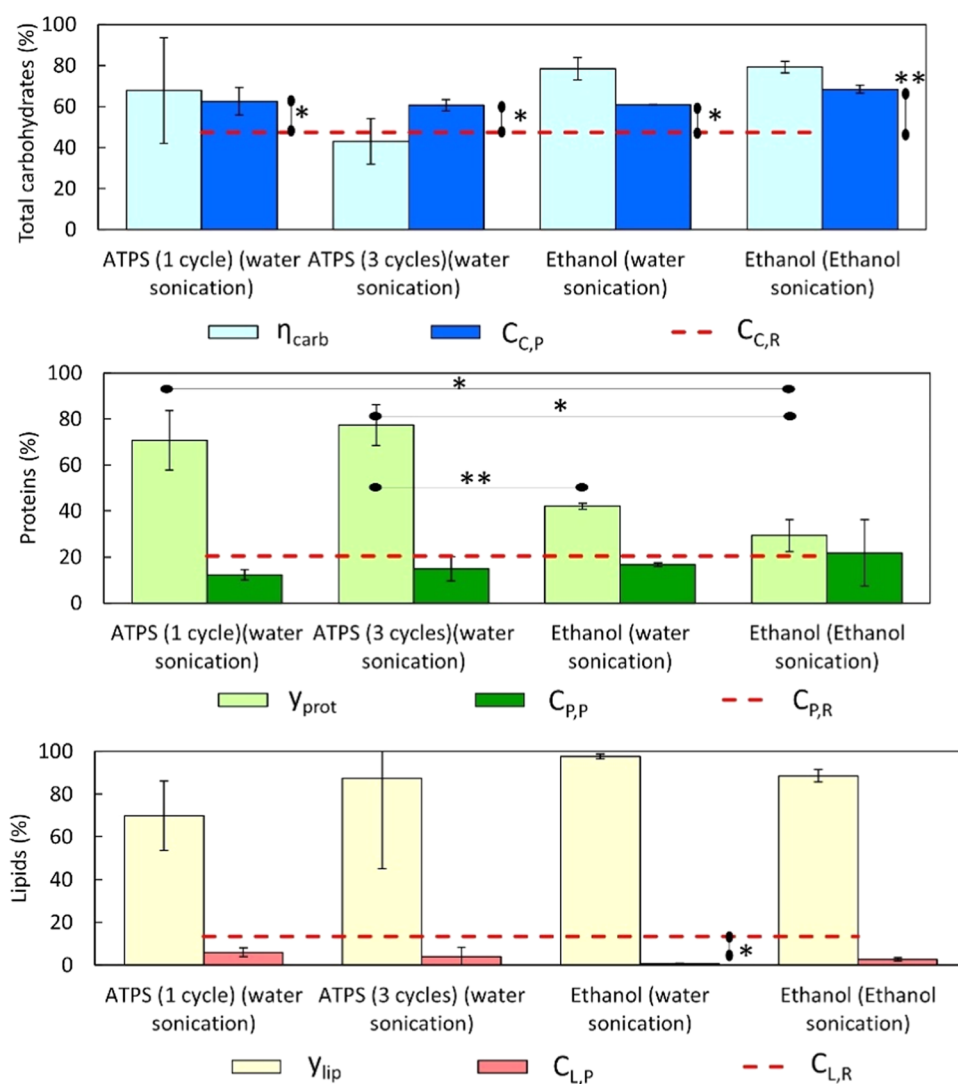 Total carbohydrates (%)
100
80
60
40
20
0
*
*
*
**
ATPS (1 cycle) (water sonication)
ATPS (3 cycles)(water sonication)
Ethanol (water sonication)
Ethanol (Ethanol sonication)
ηcarb
CC,P
CC,R
Proteins (%)
100
80
60
40
20
0
*
*
**
ATPS (1 cycle)(water sonication)
ATPS (3 cycles)(water sonication)
Ethanol (water sonication)
Ethanol (Ethanol sonication)
yprot
CP,P
CP,R
Lipids (%)
100
80
60
40
20
0
*
ATPS (1 cycle) (water sonication)
ATPS (3 cycles) (water sonication)
Ethanol (water sonication)
Ethanol (Ethanol sonication)
ylip
CL,P
CL,R